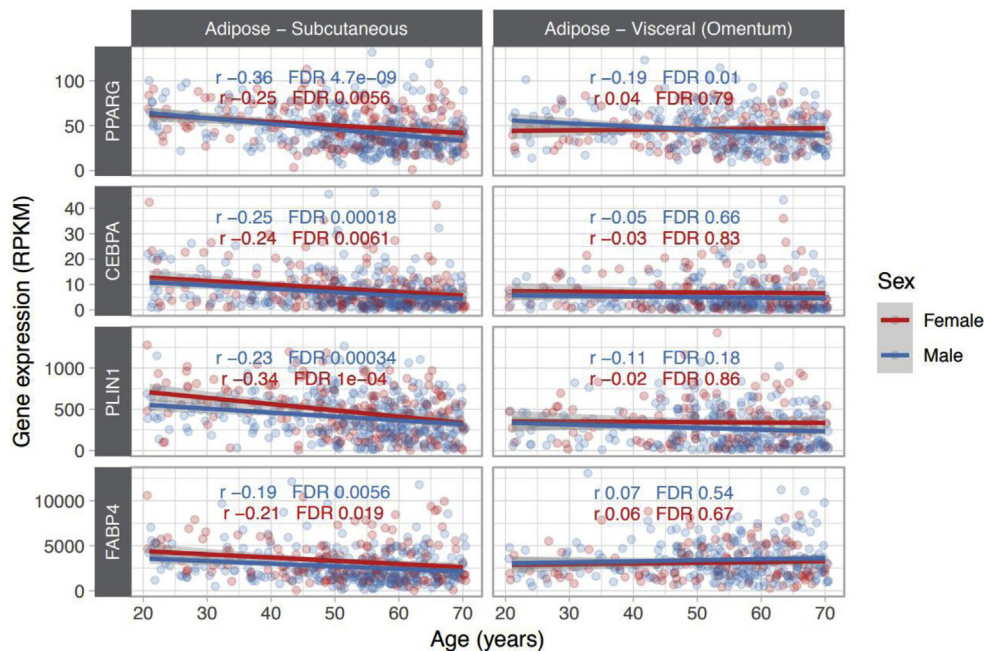 Adipose – Subcutaneous
Adipose – Visceral (Omentum)
Gene expression (RPKM)
PPARG
100
50
0
r −0.36 FDR 4.7e−09
r −0.25 FDR 0.0056
r −0.19 FDR 0.01
r 0.04 FDR 0.79
CEBPA
40
30
20
10
0
r −0.25 FDR 0.00018
r −0.24 FDR 0.0061
r −0.05 FDR 0.66
r −0.03 FDR 0.83
PLIN1
1000
500
0
r −0.23 FDR 0.00034
r −0.34 FDR 1e−04
r −0.11 FDR 0.18
r −0.02 FDR 0.86
FABP4
10000
5000
0
r −0.19 FDR 0.0056
r −0.21 FDR 0.019
r 0.07 FDR 0.54
r 0.06 FDR 0.67
20 30 40 50 60 70
20 30 40 50 60 70
Age (years)
Sex
Female
Male